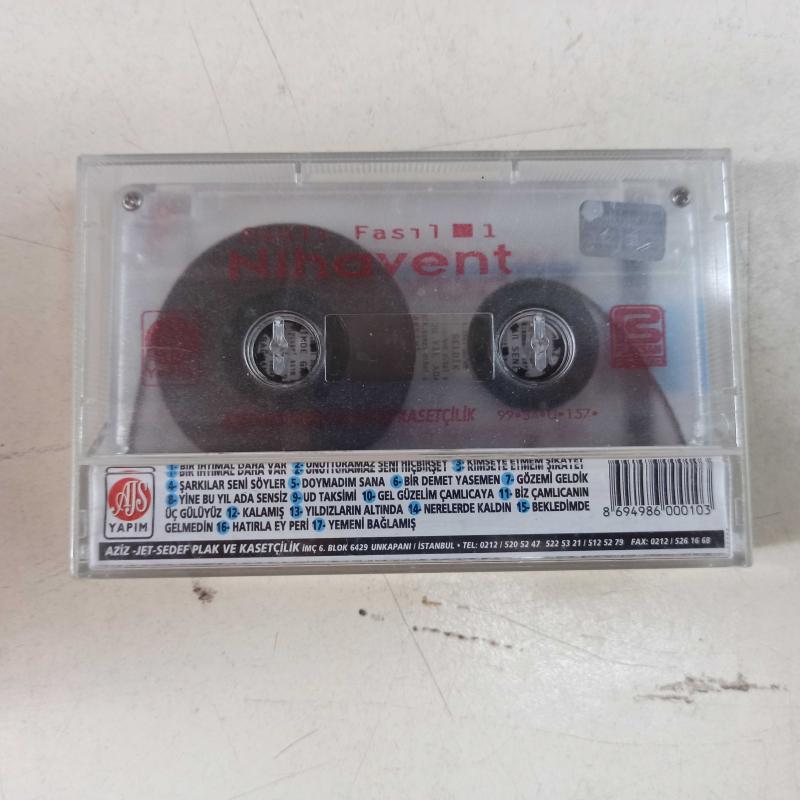 Fasıl 1
Nihavent
KASETÇİLİK 99•34•Ü•137•
1- BİR İHTİMAL DAHA VAR 2- UNUTTURAMAZ SENİ HİÇBİRŞEY 3- KİMSEYE ETMEM ŞİKAYET
4- ŞARKILAR SENİ SÖYLER 5- DOYMADIM SANA 6- BİR DEMET YASEMEN 7- GÖZEMİ GELDİK
8- YİNE BU YIL ADA SENSİZ 9- UD TAKSİMİ 10- GEL GÜZELİM ÇAMLICAYA 11- BİZ ÇAMLICANIN
ÜÇ GÜLÜYÜZ 12- KALAMIŞ 13- YILDIZLARIN ALTINDA 14- NERELERDE KALDIN 15- BEKLEDİMDE
GELMEDİN 16- HATIRLA EY PERİ 17- YEMENİ BAĞLAMIŞ
AJS
YAPIM
8 694986 000103
AZİZ -JET-SEDEF PLAK VE KASETÇİLİK İMÇ 6. BLOK 6429 UNKAPANI / İSTANBUL • TEL: 0212 / 520 52 47 522 53 21 / 512 52 79 FAX: 0212 / 526 16 68